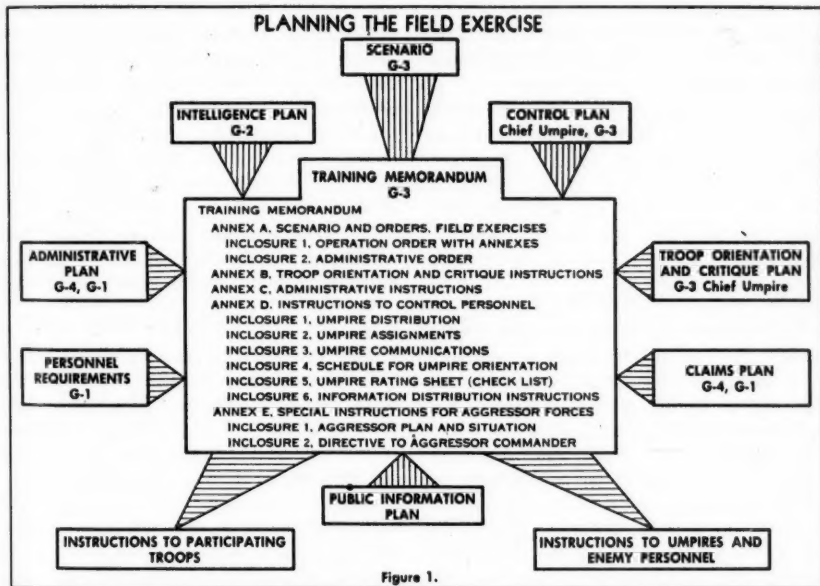 PLANNING THE FIELD EXERCISE
SCENARIO
G-3
INTELLIGENCE PLAN
G-2
CONTROL PLAN
Chief Umpire, G-3
TRAINING MEMORANDUM
G-3
TRAINING MEMORANDUM
ANNEX A. SCENARIO AND ORDERS. FIELD EXERCISES
INCLOSURE 1. OPERATION ORDER WITH ANNEXES
INCLOSURE 2. ADMINISTRATIVE ORDER
ANNEX B. TROOP ORIENTATION AND CRITIQUE INSTRUCTIONS
ANNEX C. ADMINISTRATIVE INSTRUCTIONS
ANNEX D. INSTRUCTIONS TO CONTROL PERSONNEL
INCLOSURE 1. UMPIRE DISTRIBUTION
INCLOSURE 2. UMPIRE ASSIGNMENTS
INCLOSURE 3. UMPIRE COMMUNICATIONS
INCLOSURE 4. SCHEDULE FOR UMPIRE ORIENTATION
INCLOSURE 5. UMPIRE RATING SHEET (CHECK LIST)
INCLOSURE 6. INFORMATION DISTRIBUTION INSTRUCTIONS
ANNEX E. SPECIAL INSTRUCTIONS FOR AGGRESSOR FORCES
INCLOSURE 1. AGGRESSOR PLAN AND SITUATION
INCLOSURE 2. DIRECTIVE TO AGGRESSOR COMMANDER
ADMINISTRATIVE
PLAN
G-4, G-1
TROOP ORIENTATION
AND CRITIQUE PLAN
G-3 Chief Umpire
PERSONNEL
REQUIREMENTS
G-1
CLAIMS PLAN
G-4, G-1
PUBLIC INFORMATION
PLAN
INSTRUCTIONS TO PARTICIPATING
TROOPS
INSTRUCTIONS TO UMPIRES AND
ENEMY PERSONNEL
Figure 1.